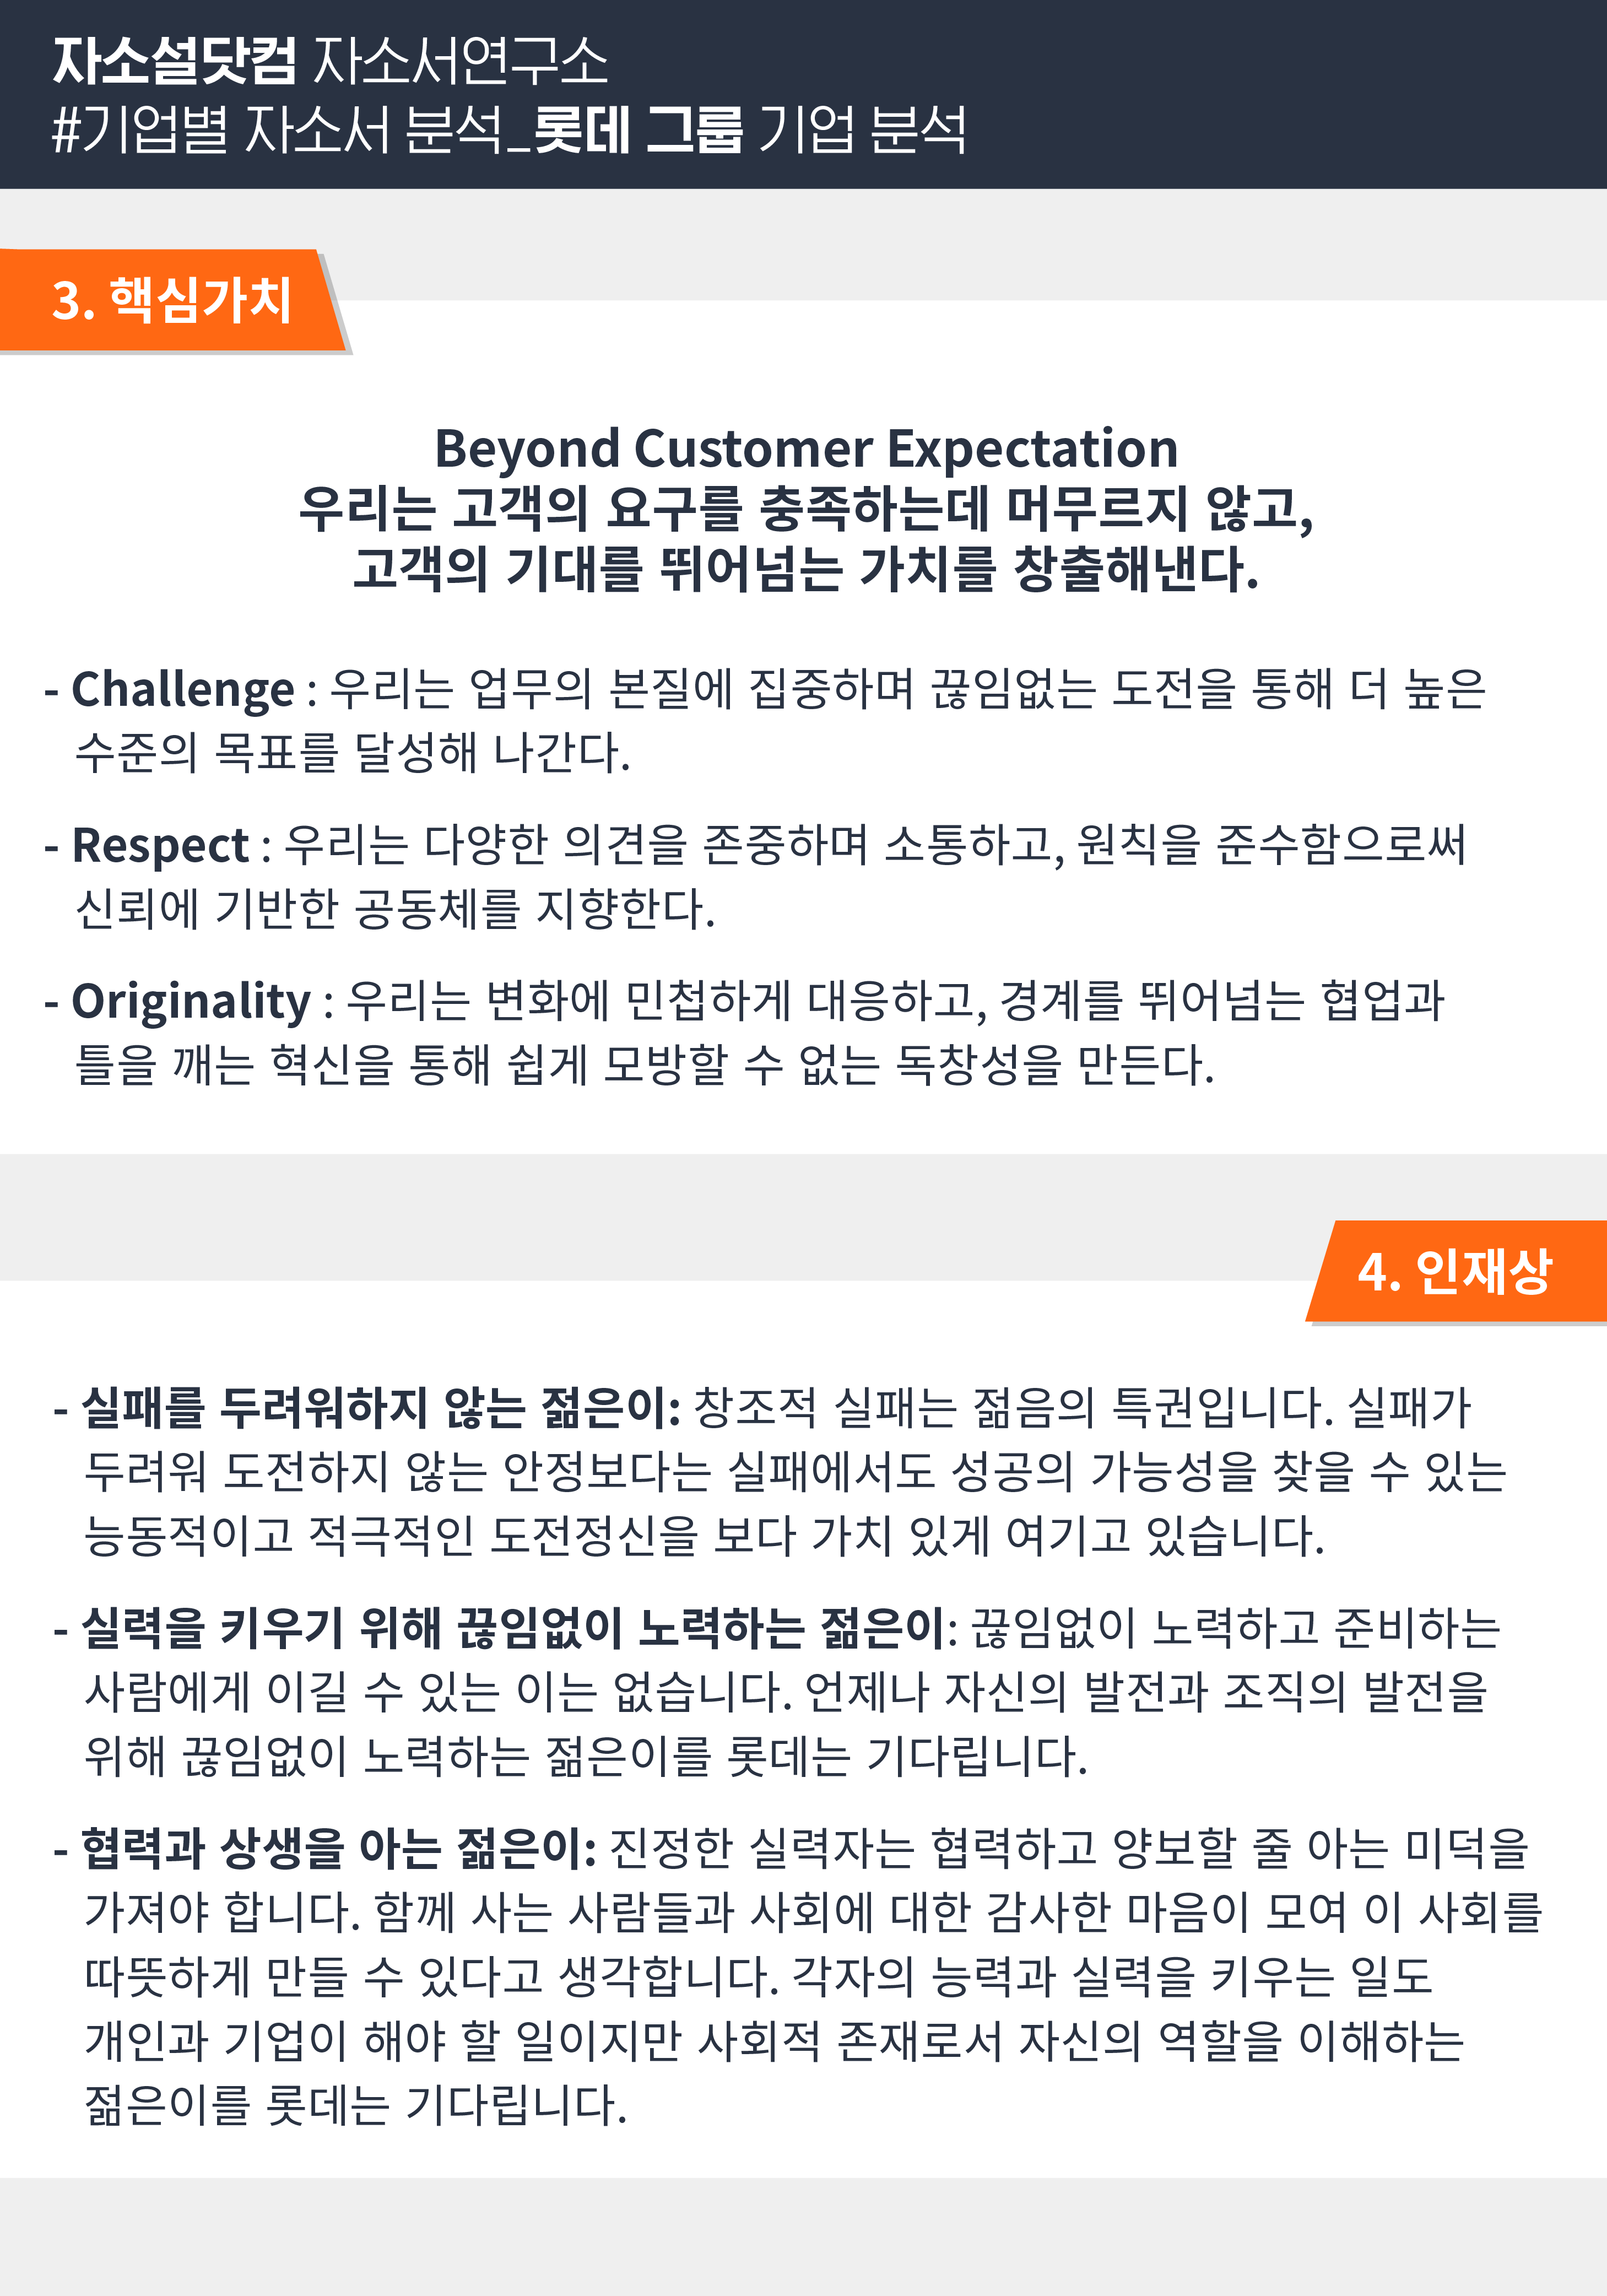 자소설닷컴 자소서연구소
#기업별 자소서 분석_롯데 그룹 기업 분석
3. 핵심가치
Beyond Customer Expectation
우리는 고객의 요구를 충족하는데 머무르지 않고,
고객의 기대를 뛰어넘는 가치를 창출해낸다.
- Challenge : 우리는 업무의 본질에 집중하며 끊임없는 도전을 통해 더 높은
수준의 목표를 달성해 나간다.
- Respect : 우리는 다양한 의견을 존중하며 소통하고, 원칙을 준수함으로써
신뢰에 기반한 공동체를 지향한다.
- Originality : 우리는 변화에 민첩하게 대응하고, 경계를 뛰어넘는 협업과
틀을 깨는 혁신을 통해 쉽게 모방할 수 없는 독창성을 만든다.
4. 인재상
- 실패를 두려워하지 않는 젊은이: 창조적 실패는 젊음의 특권입니다. 실패가
두려워 도전하지 않는 안정보다는 실패에서도 성공의 가능성을 찾을 수 있는
능동적이고 적극적인 도전정신을 보다 가치 있게 여기고 있습니다.
- 실력을 키우기 위해 끊임없이 노력하는 젊은이: 끊임없이 노력하고 준비하는
사람에게 이길 수 있는 이는 없습니다. 언제나 자신의 발전과 조직의 발전을
위해 끊임없이 노력하는 젊은이를 롯데는 기다립니다.
- 협력과 상생을 아는 젊은이: 진정한 실력자는 협력하고 양보할 줄 아는 미덕을
가져야 합니다. 함께 사는 사람들과 사회에 대한 감사한 마음이 모여 이 사회를
따뜻하게 만들 수 있다고 생각합니다. 각자의 능력과 실력을 키우는 일도
개인과 기업이 해야 할 일이지만 사회적 존재로서 자신의 역할을 이해하는
젊은이를 롯데는 기다립니다.